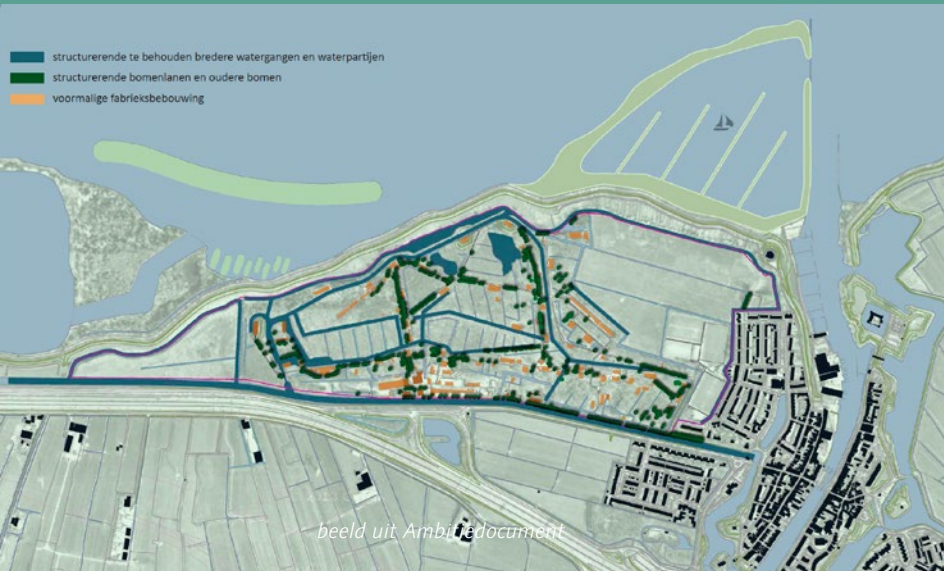 structurerende te behouden bredere watergangen en waterpartijen
structurerende bomenlanen en oudere bomen
voormalige fabrieksbebouwing
beeld uit Ambitiedocument